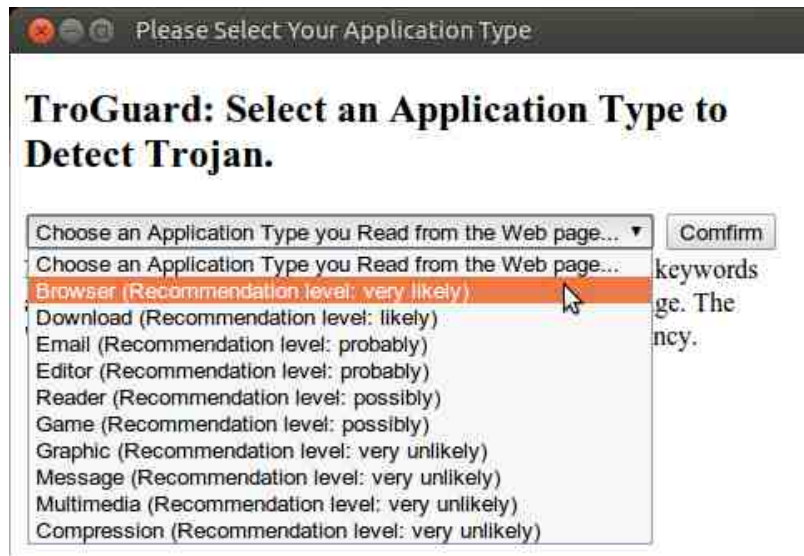 Please Select Your Application Type
TroGuard: Select an Application Type to
Detect Trojan.
Choose an Application Type you Read from the Web page... Comfirm
Choose an Application Type you Read from the Web page... keywords
Browser (Recommendation level: very likely) ge. The
Download (Recommendation level: likely)
Email (Recommendation level: probably) ncy.
Editor (Recommendation level: probably)
Reader (Recommendation level: possibly)
Game (Recommendation level: possibly)
Graphic (Recommendation level: very unlikely)
Message (Recommendation level: very unlikely)
Multimedia (Recommendation level: very unlikely)
Compression (Recommendation level: very unlikely)